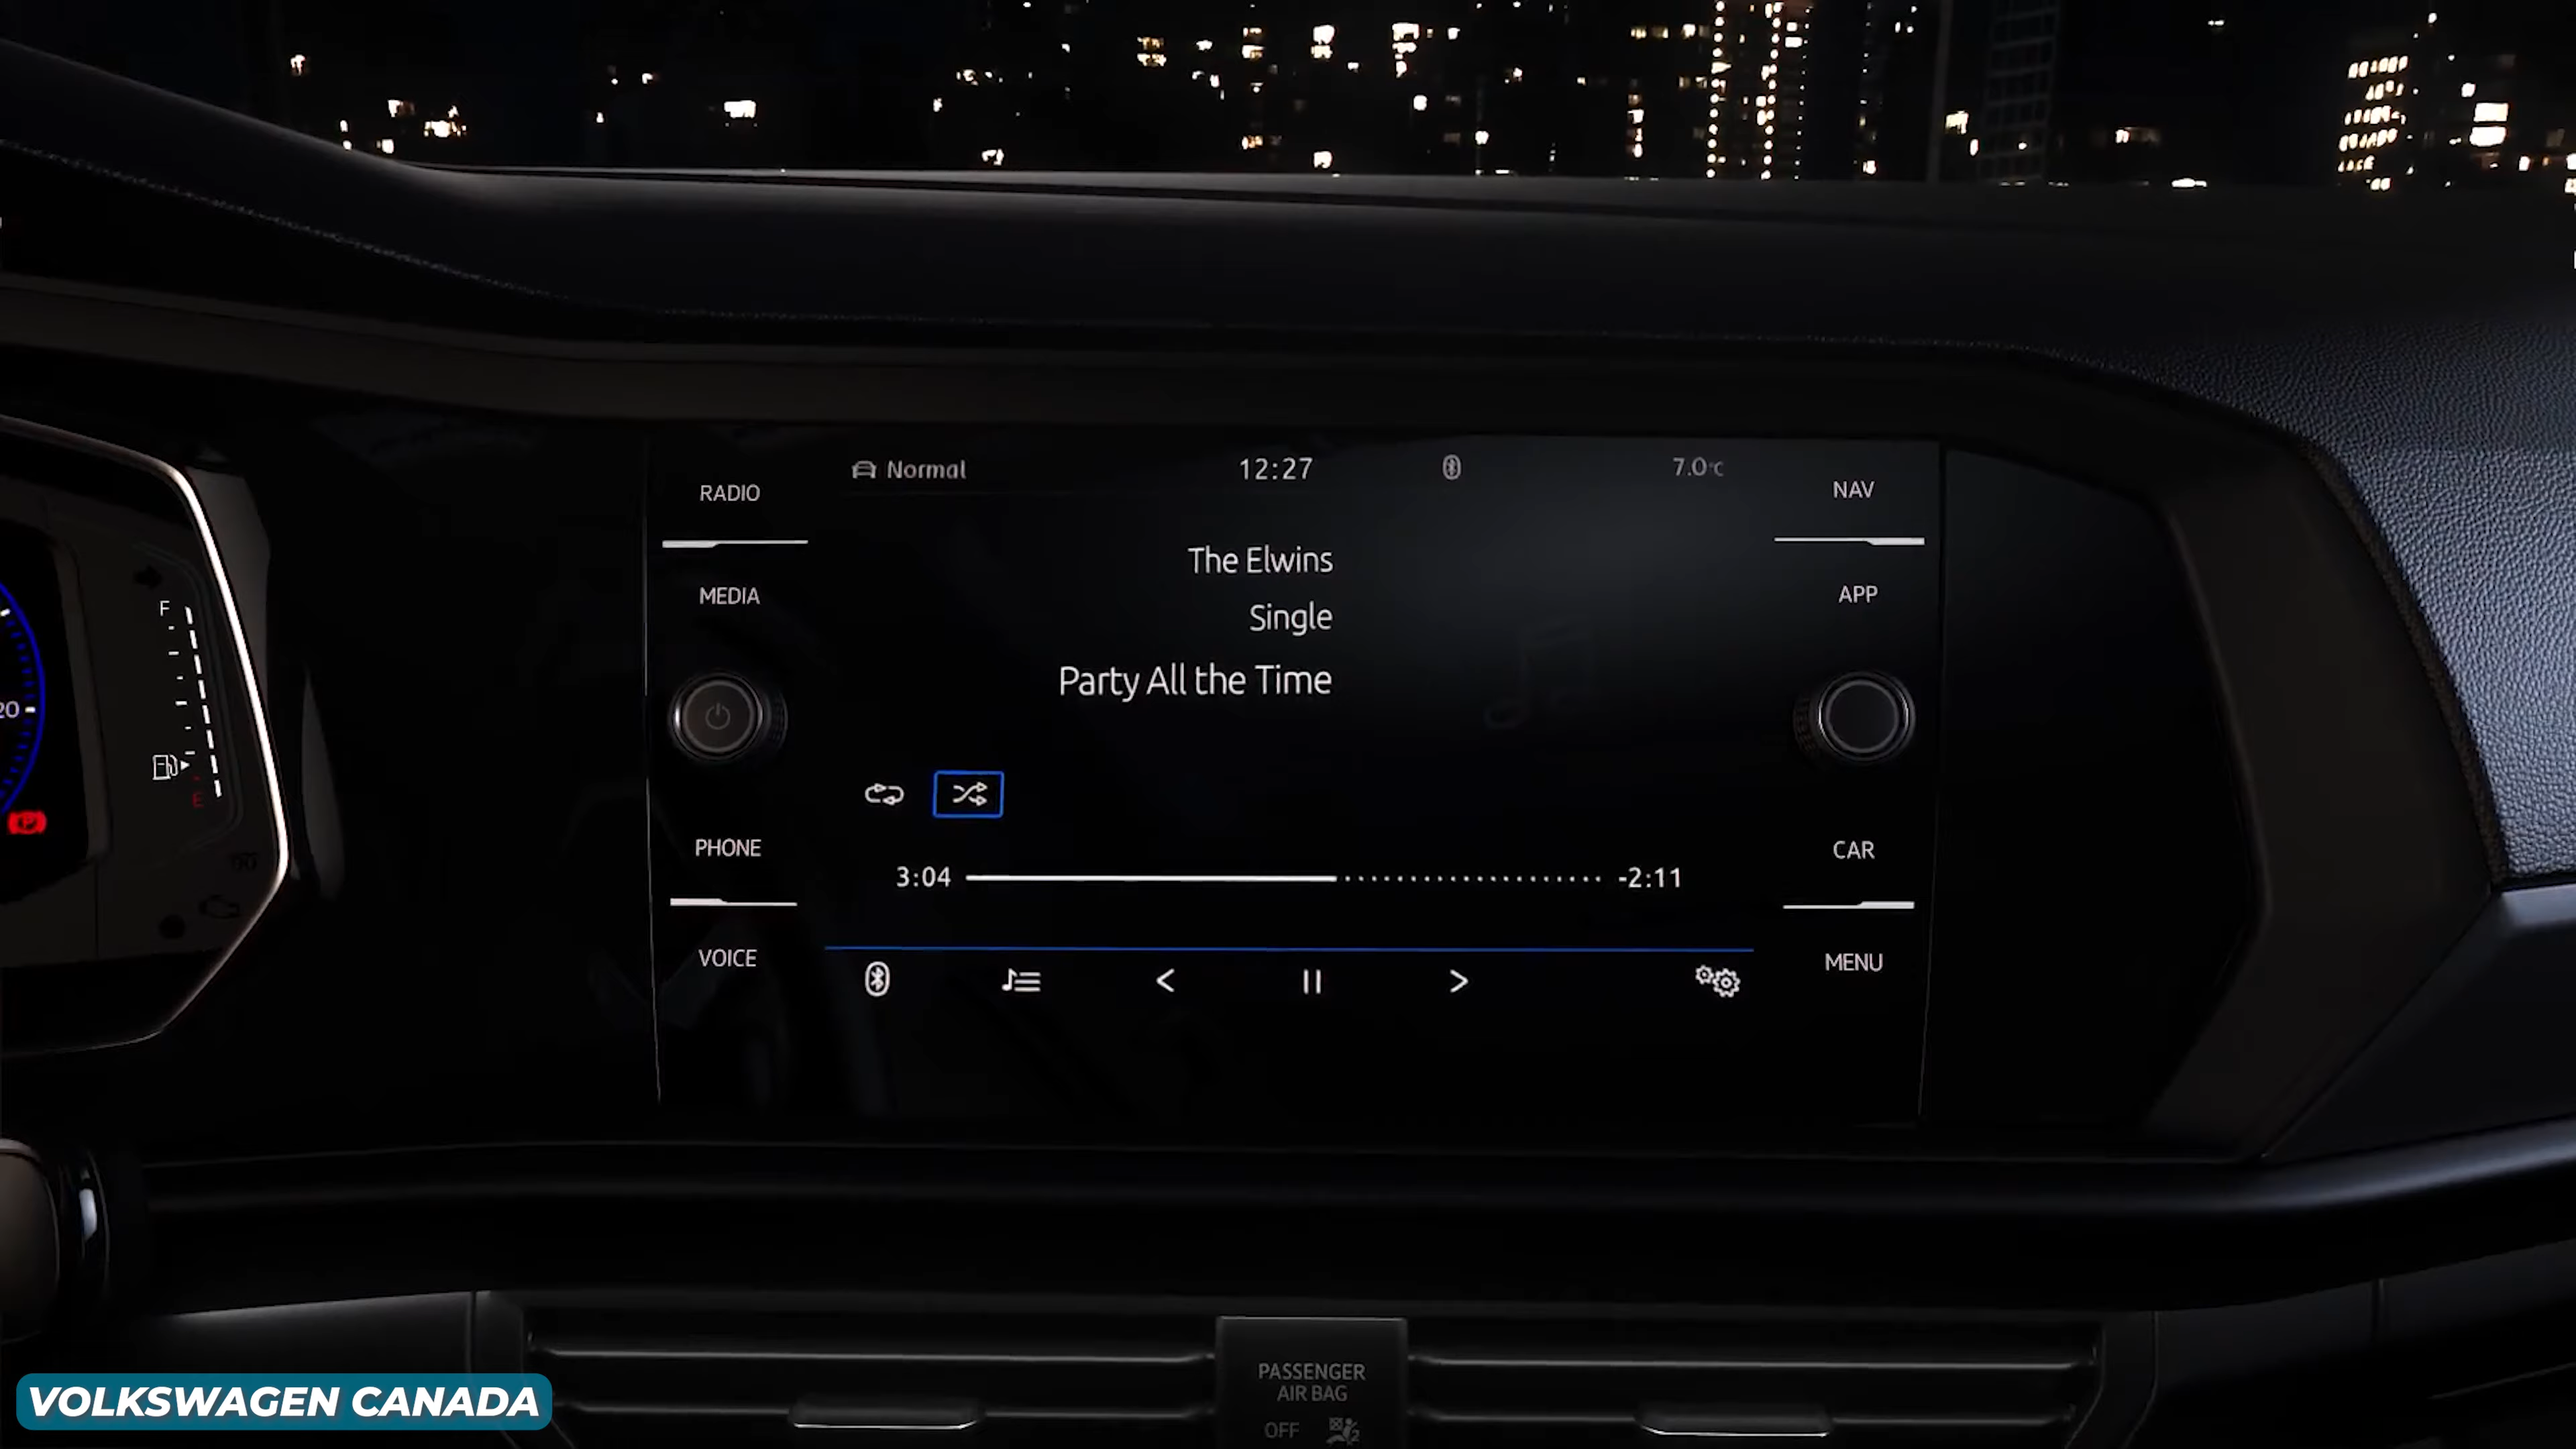 Normal
12:27
7.0°C
RADIO
NAV
The Elwins
MEDIA
APP
Single
F
Party All the Time
20
E
PHONE
CAR
3:04
-2:11
VOICE
MENU
PASSENGER
AIR BAG
OFF
VOLKSWAGEN CANADA